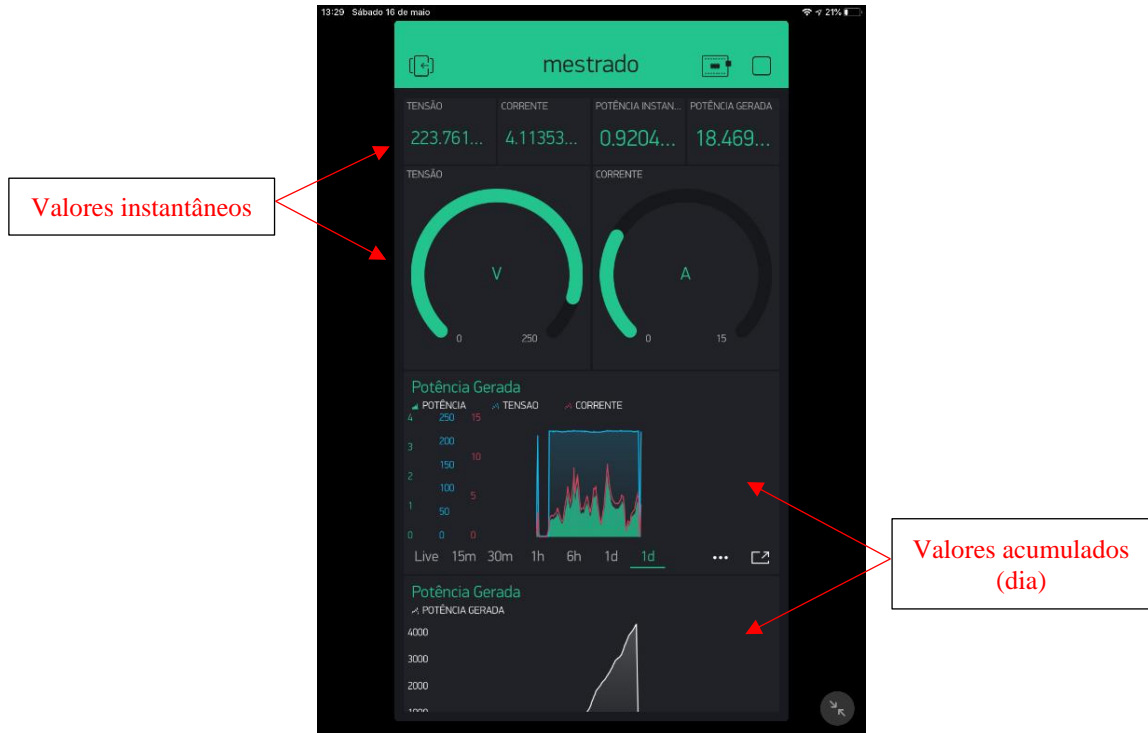 13:29 Sábado 16 de maio
21%
mestrado
TENSÃO CORRENTE POTÊNCIA INSTAN... POTÊNCIA GERADA
223.761... 4.11353... 0.9204... 18.469...
Valores instantâneos
TENSÃO CORRENTE
V A
0 250 0 15
Potência Gerada
POTÊNCIA TENSAO CORRENTE
4 250 15
3 200
10
150
2
100
5
1 50
0 0 0
Live 15m 30m 1h 6h 1d 1d
Valores acumulados
(dia)
Potência Gerada
POTÊNCIA GERADA
4000
3000
2000
1000